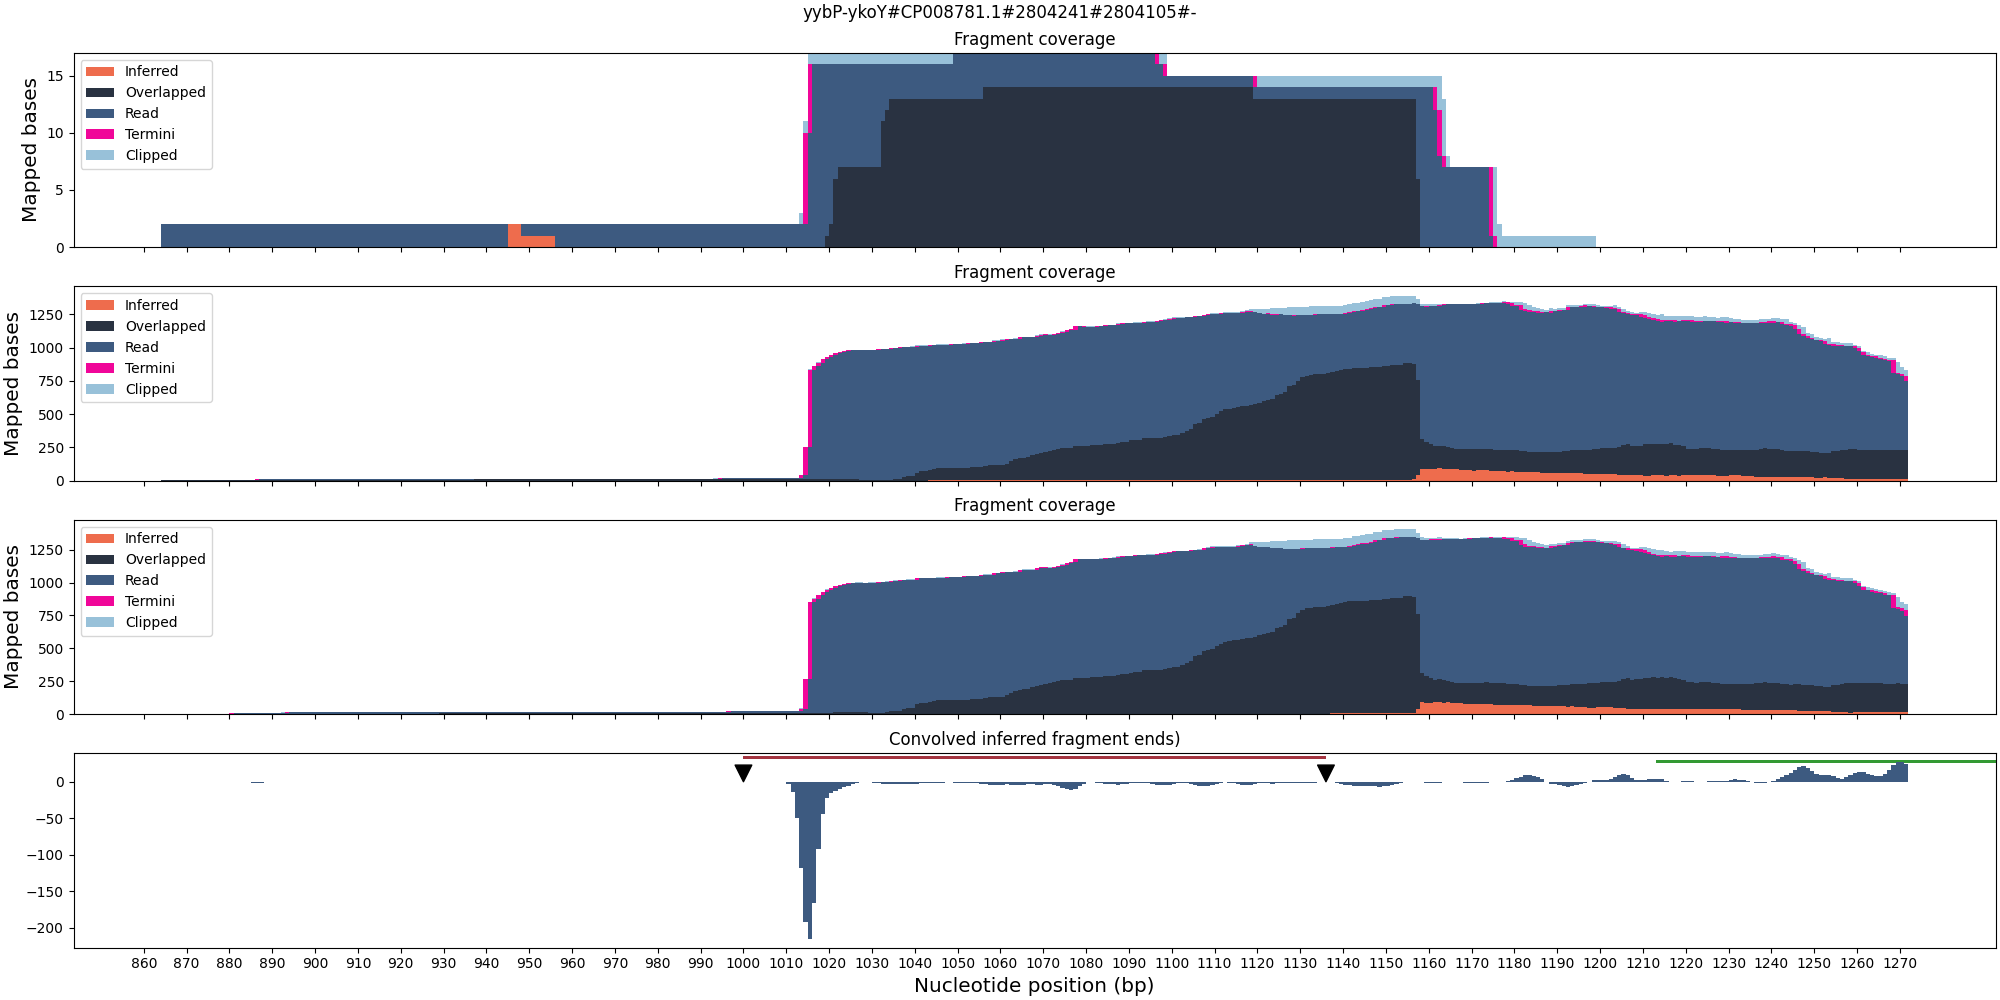 yybP-ykoY#CP008781.1#2804241#2804105#-
Fragment coverage
Mapped bases
15
10
5
0
Inferred
Overlapped
Read
Termini
Clipped
Fragment coverage
Mapped bases
1250
1000
750
500
250
0
Inferred
Overlapped
Read
Termini
Clipped
Fragment coverage
Mapped bases
1250
1000
750
500
250
0
Inferred
Overlapped
Read
Termini
Clipped
Convolved inferred fragment ends)
0
−50
−100
−150
−200
860 870 880 890 900 910 920 930 940 950 960 970 980 990 1000 1010 1020 1030 1040 1050 1060 1070 1080 1090 1100 1110 1120 1130 1140 1150 1160 1170 1180 1190 1200 1210 1220 1230 1240 1250 1260 1270
Nucleotide position (bp)